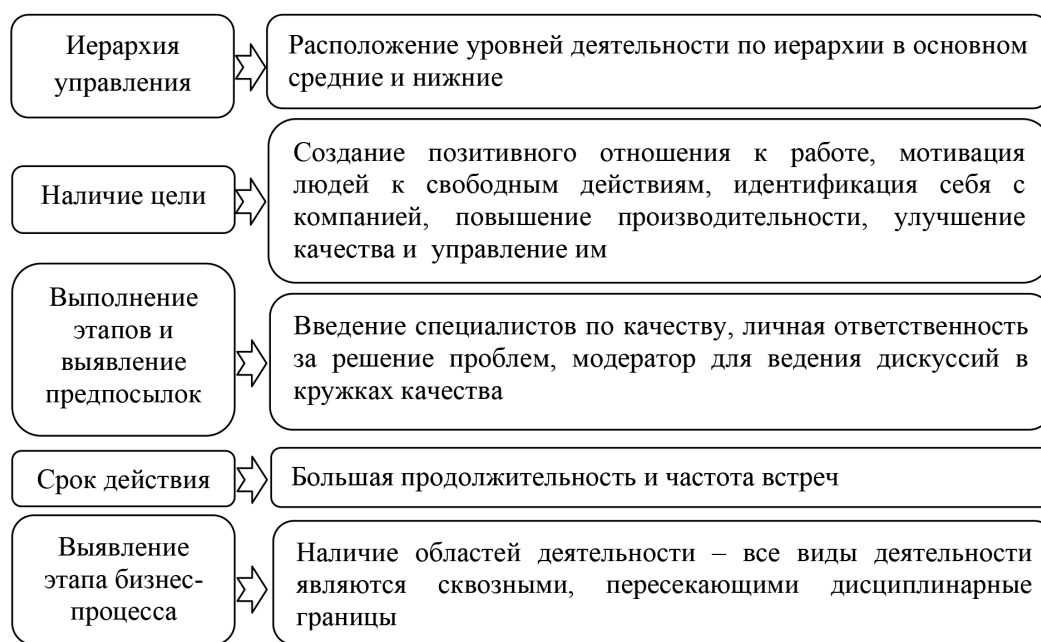 Иерархия
управления
Расположение уровней деятельности по иерархии в основном
средние и нижние
Наличие цели
Создание позитивного отношения к работе, мотивация
людей к свободным действиям, идентификация себя с
компанией, повышение производительности, улучшение
качества и управление им
Выполнение
этапов и
выявление
предпосылок
Введение специалистов по качеству, личная ответственность
за решение проблем, модератор для ведения дискуссий в
кружках качества
Срок действия
Большая продолжительность и частота встреч
Выявление
этапа бизнес-
процесса
Наличие областей деятельности – все виды деятельности
являются сквозными, пересекающими дисциплинарные
границы